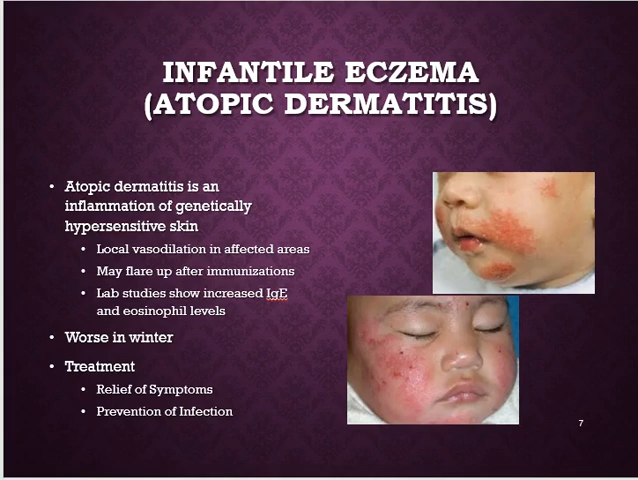 INFANTILE ECZEMA
(ATOPIC DERMATITIS)
• Atopic dermatitis is an
inflammation of genetically
hypersensitive skin
• Local vasodilation in affected areas
• May flare up after immunizations
• Lab studies show increased IgE
and eosinophil levels
• Worse in winter
• Treatment
• Relief of Symptoms
• Prevention of Infection
7